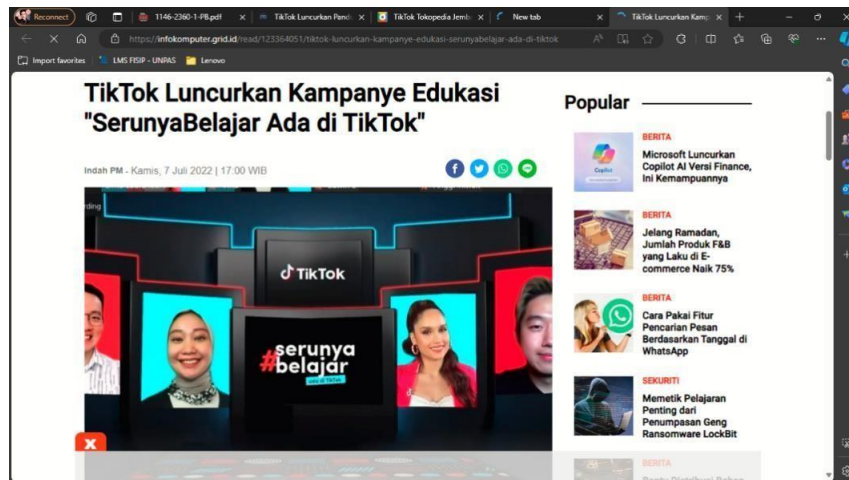 Reconnect
1146-2360-1-PB.pdf
TikTok Luncurkan Pand
TikTok Tokopedia Jemb
New tab
TikTok Luncurkan Kamp
https://infokomputer.grid.id/read/123364051/tiktok-luncurkan-kampanye-edukasi-serunyabelajar-ada-di-tiktok
Import favorites
LMS FISIP - UNPAS
Lenovo
TikTok Luncurkan Kampanye Edukasi
"SerunyaBelajar Ada di TikTok"
Indah PM - Kamis, 7 Juli 2022 | 17:00 WIB
rding
TikTok
#serunya
belajar
ada di TikTok
X
Popular
BERITA
Microsoft Luncurkan
Copilot AI Versi Finance,
Ini Kemampuannya
Copilot
BERITA
Jelang Ramadan,
Jumlah Produk F&B
yang Laku di E-
commerce Naik 75%
BERITA
Cara Pakai Fitur
Pencarian Pesan
Berdasarkan Tanggal di
WhatsApp
SEKURITI
Memetik Pelajaran
Penting dari
Penumpasan Geng
Ransomware LockBit
BERITA